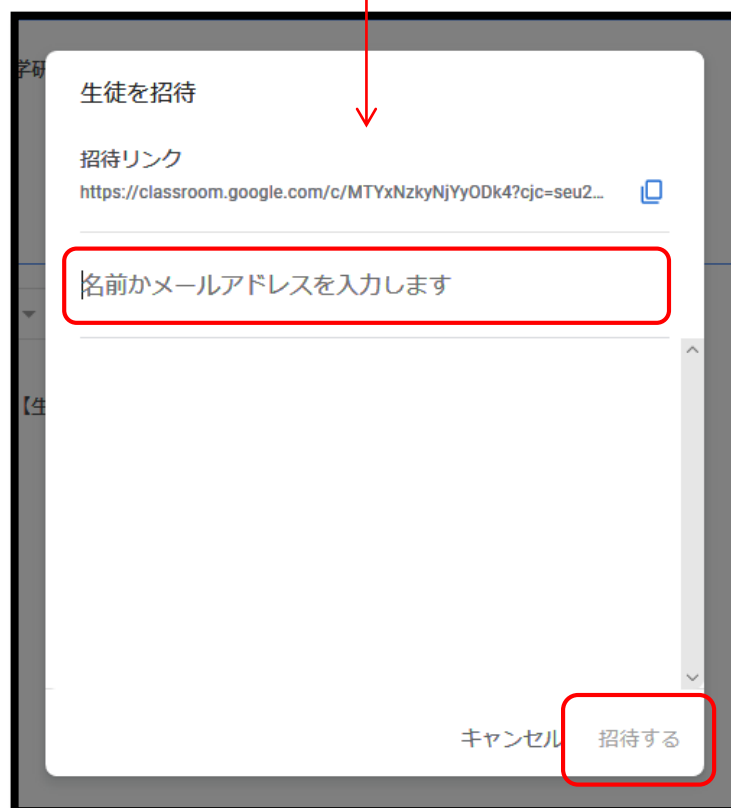 学研
生徒を招待
招待リンク
https://classroom.google.com/c/MTYxNzkyNjYyODk4?cjc=seu2...
名前かメールアドレスを入力します
【生
キャンセル 招待する